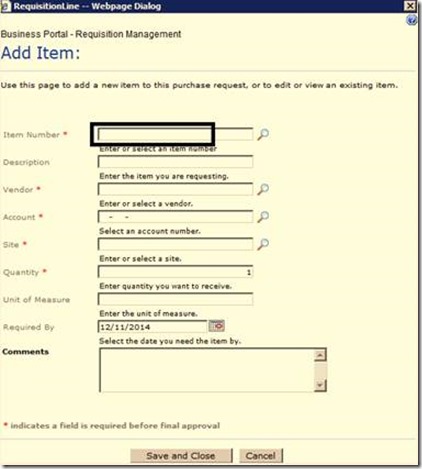 RequisitionLine -- Webpage Dialog
Business Portal - Requisition Management
Add Item:
Use this page to add a new item to this purchase request, or to edit or view an existing item.
Item Number *
Enter or select an item number
Description
Enter the item you are requesting.
Vendor *
Enter or select a vendor.
Account *
- -
Select an account number.
Site *
Enter or select a site.
Quantity * 1
Enter quantity you want to receive.
Unit of Measure
Enter the unit of measure.
Required By 12/11/2014
Select the date you need the item by.
Comments
* indicates a field is required before final approval
Save and Close Cancel